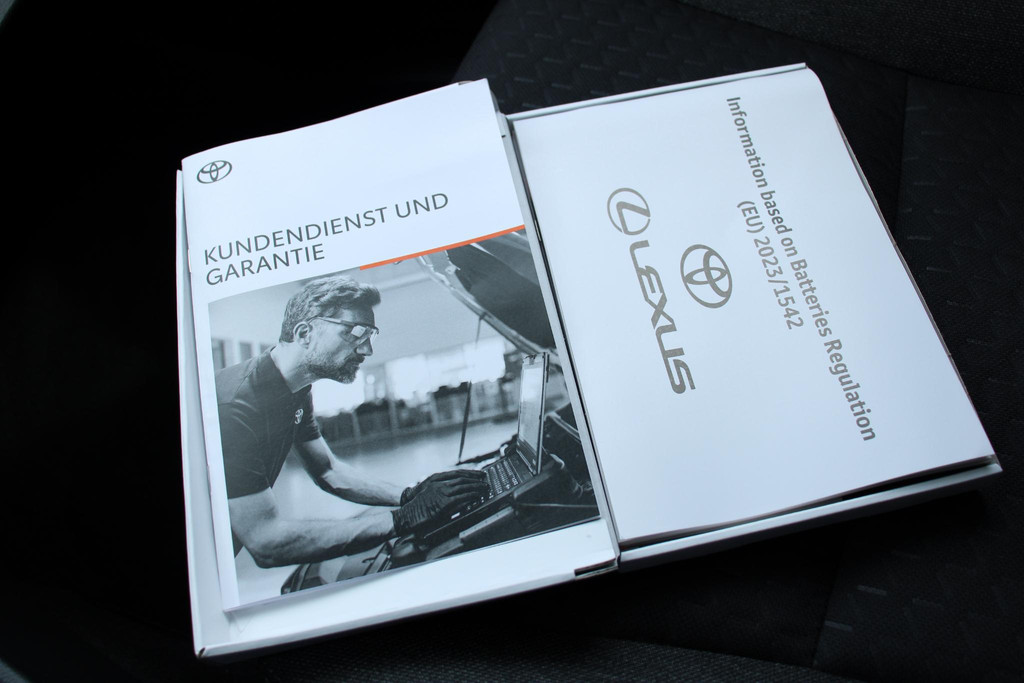 KUNDENDIENST UND
GARANTIE
Information based on Batteries Regulation
(EU) 2023/1542
LEXUS